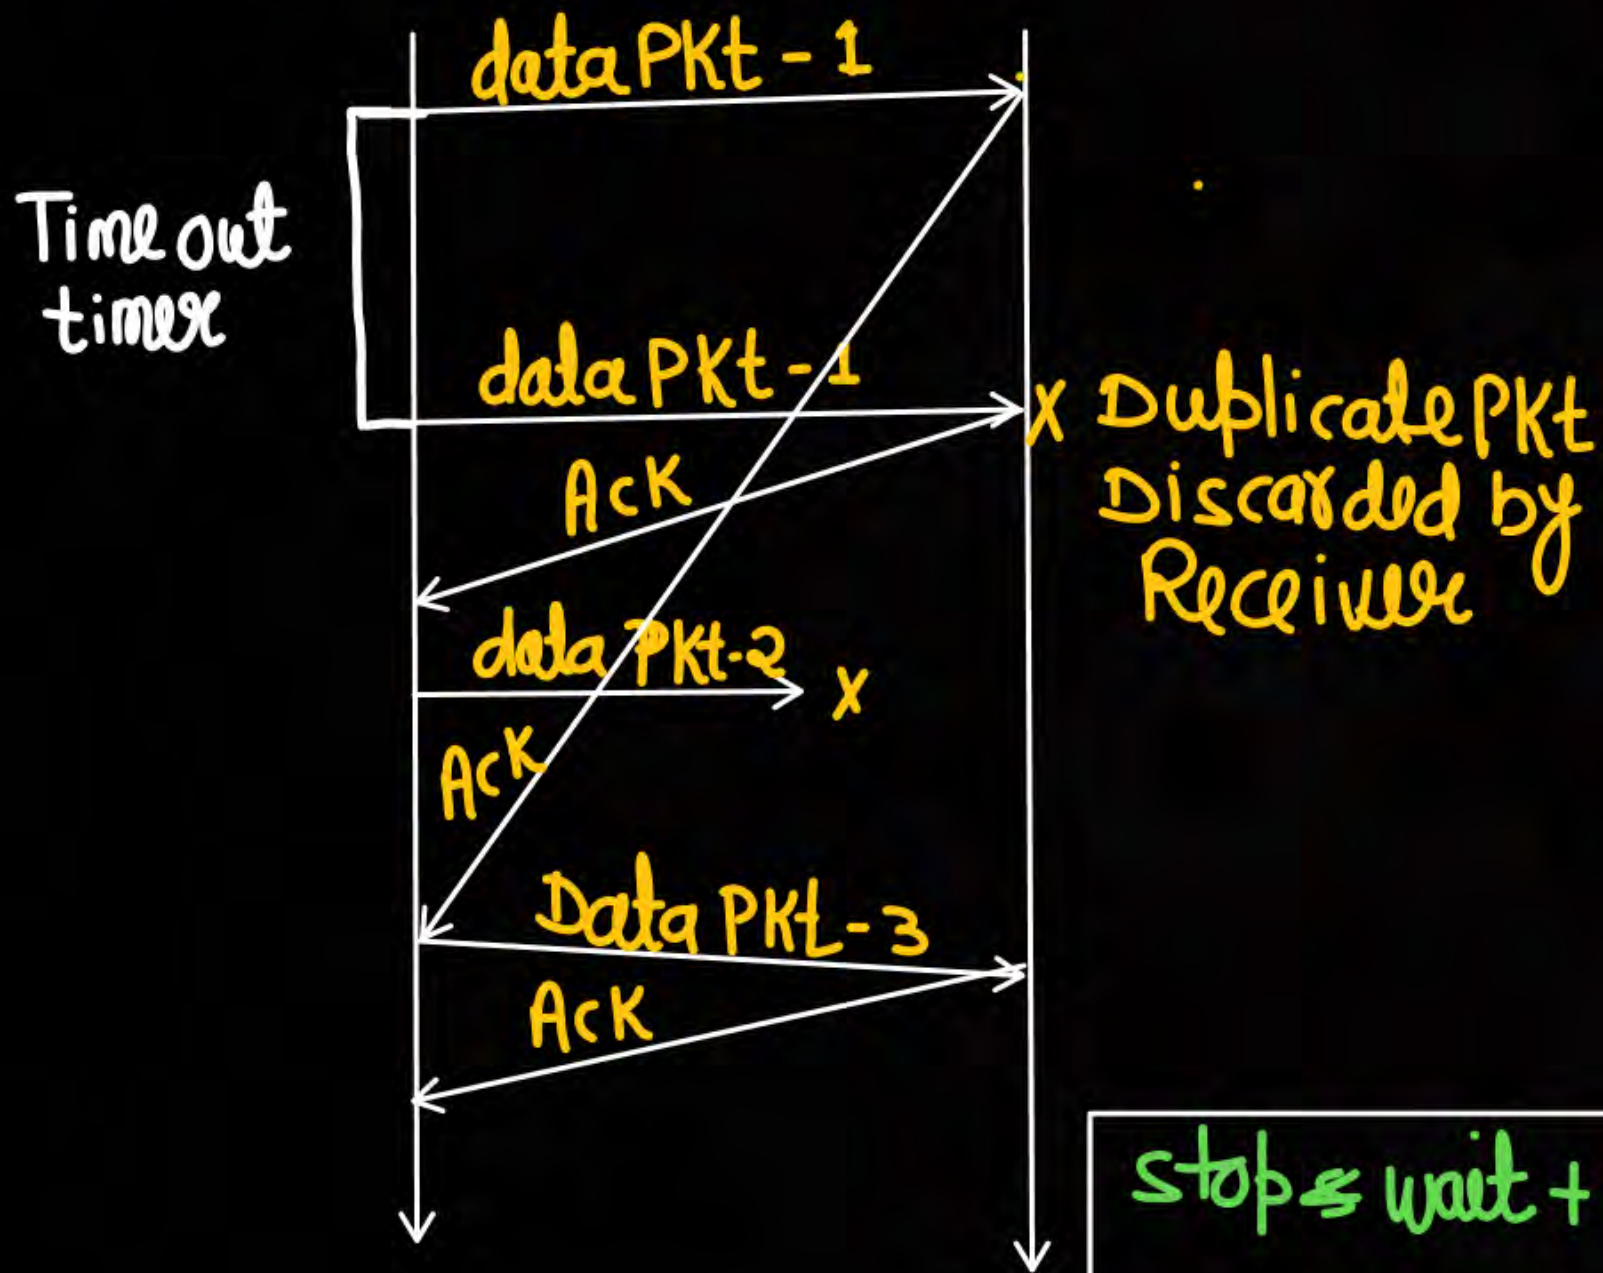 data PKt - 1
Time out
timer
data PKt - 1
X Duplicate PKt
Discarded by
Receiver
Ack
data PKt-2 X
Ack
Data PKt-3
Ack
stop & wait +